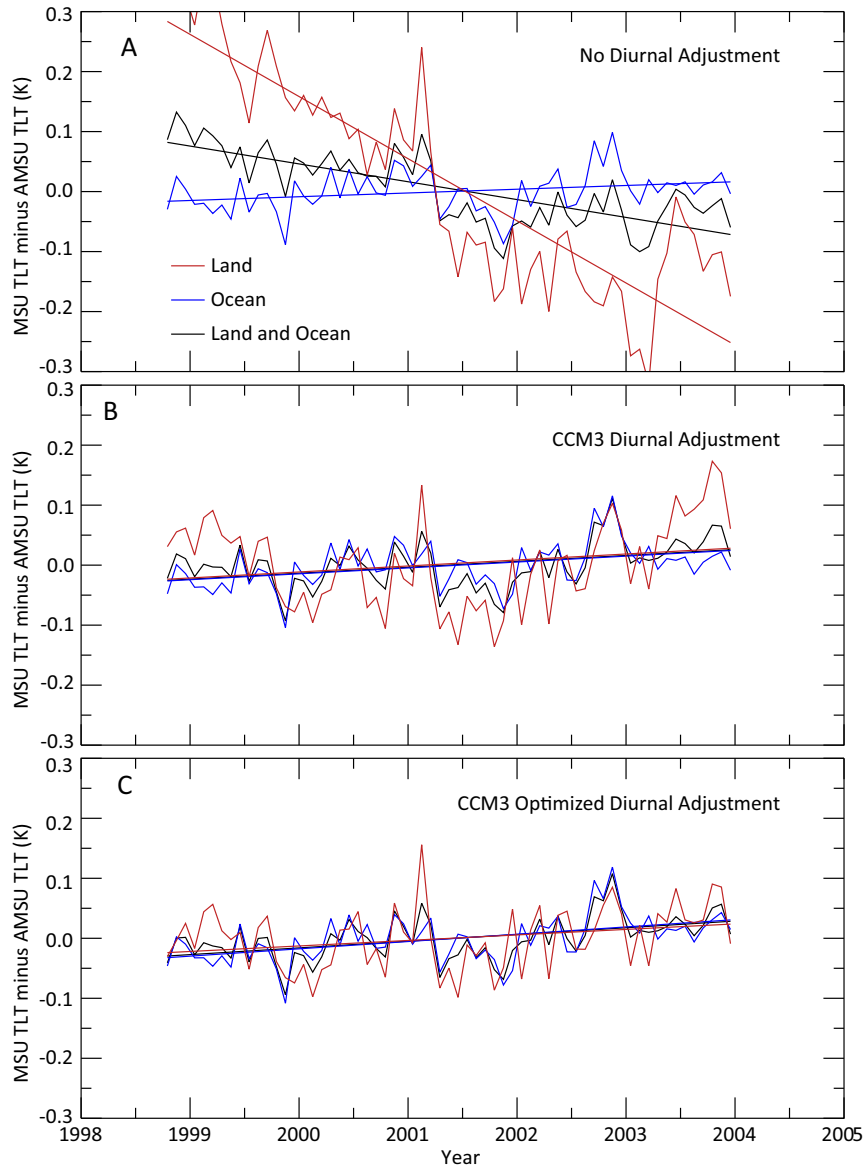 A
No Diurnal Adjustment
MSU TLT minus AMSU TLT (K)
0.3
0.2
0.1
0.0
-0.1
-0.2
-0.3
Land
Ocean
Land and Ocean
B
CCM3 Diurnal Adjustment
MSU TLT minus AMSU TLT (K)
0.3
0.2
0.1
0.0
-0.1
-0.2
-0.3
C
CCM3 Optimized Diurnal Adjustment
MSU TLT minus AMSU TLT (K)
0.3
0.2
0.1
0.0
-0.1
-0.2
-0.3
1998 1999 2000 2001 2002 2003 2004 2005
Year